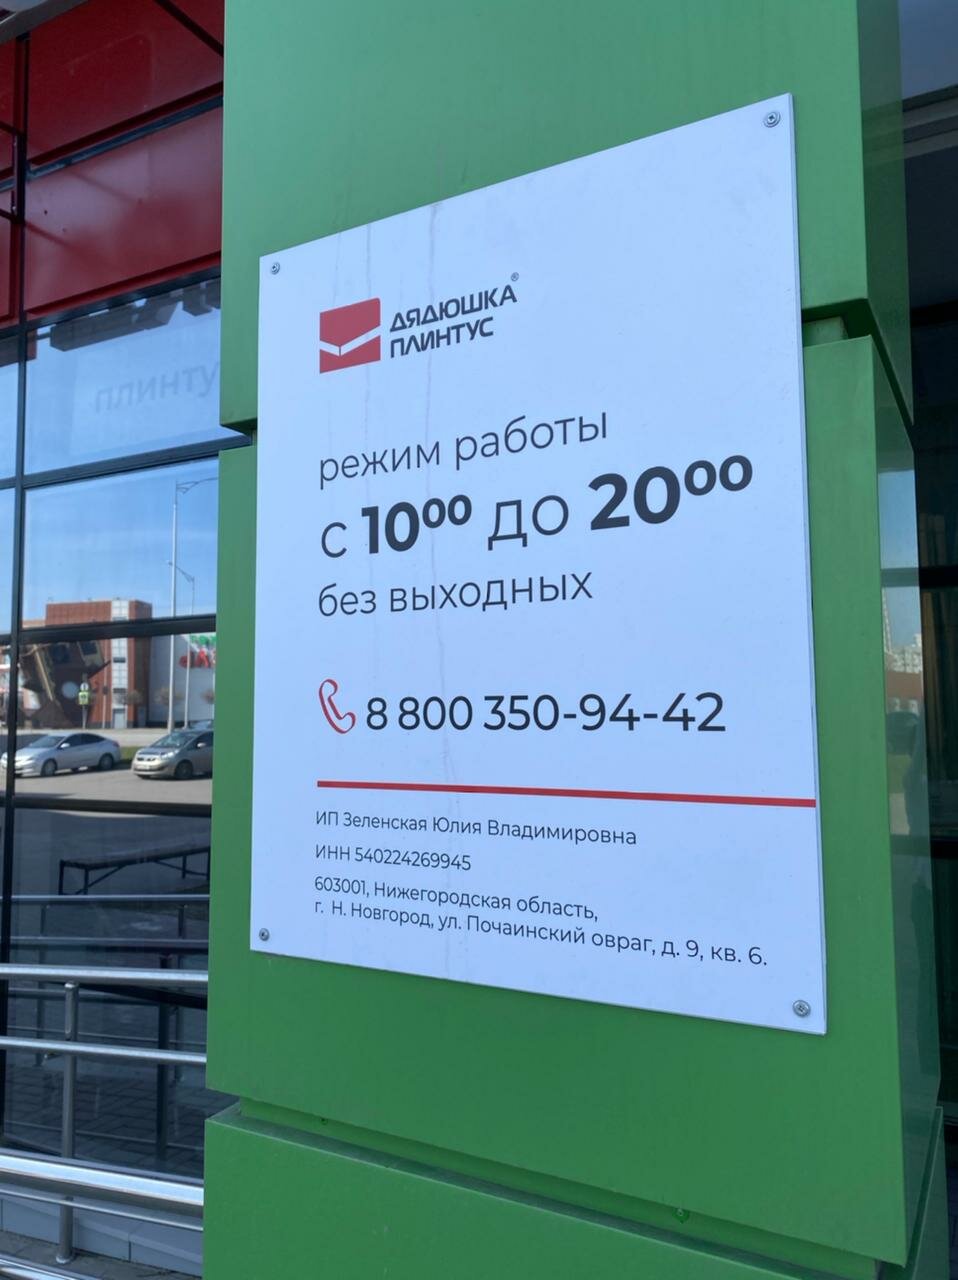 ДЯДЮШКА®
ПЛИНТУС
режим работы
с 10⁰⁰ до 20⁰⁰
без выходных
8 800 350-94-42
ИП Зеленская Юлия Владимировна
ИНН 540224269945
603001, Нижегородская область,
г. Н. Новгород, ул. Почаинский овраг, д. 9, кв. 6.
плинту